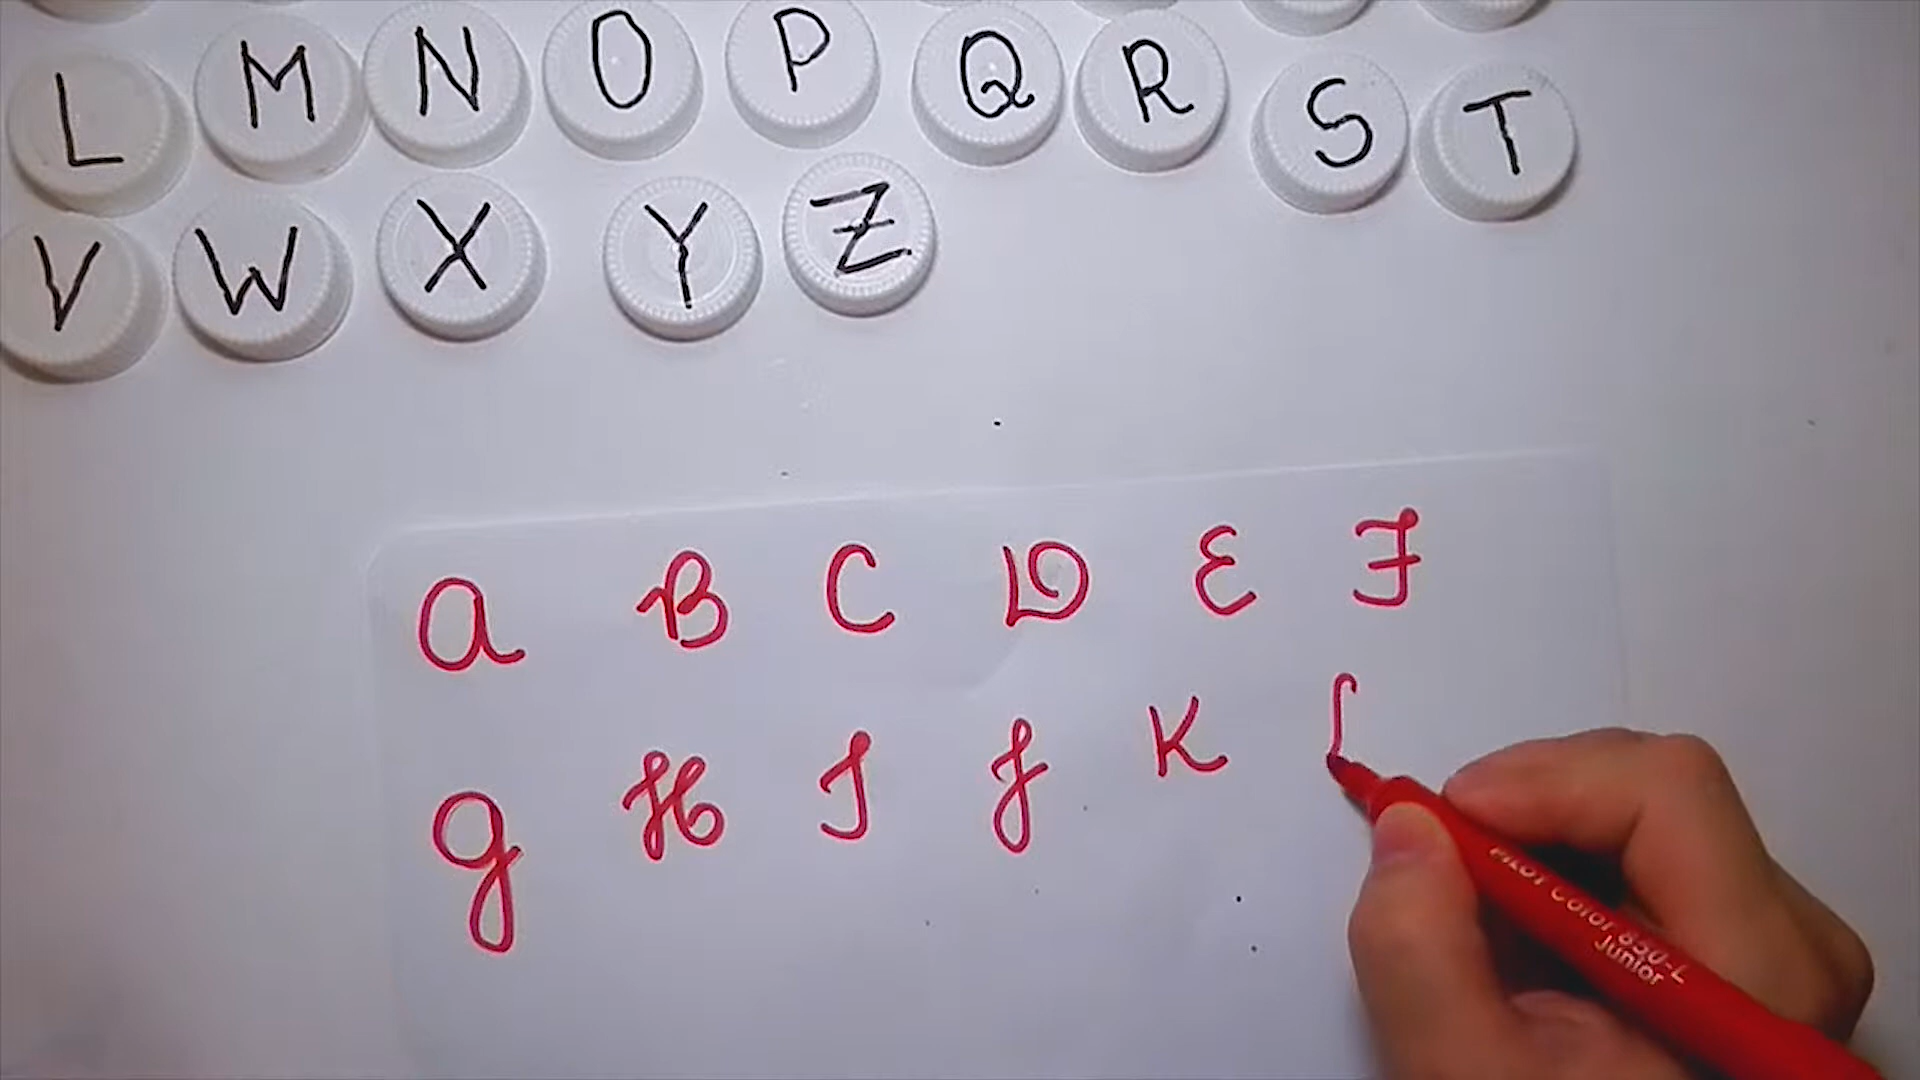 L M N O P Q R S T
V W X Y Z
a B C D E F
g H I J K
PILOT Color 850-L
Junior